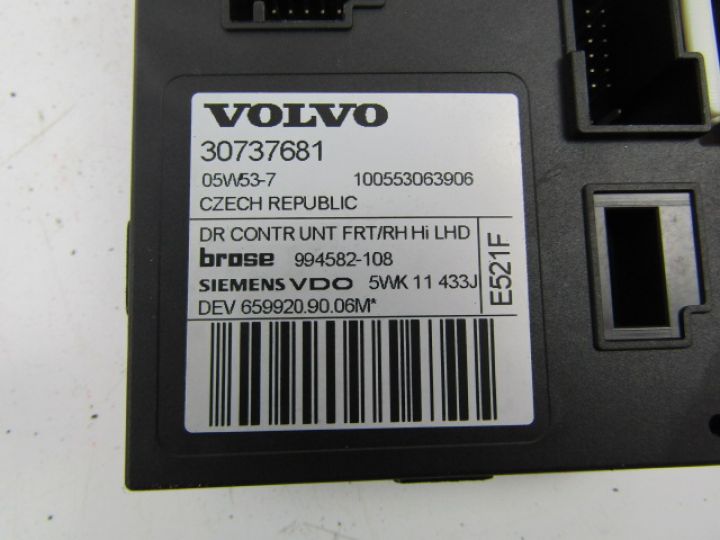 VOLVO
30737681
05W53-7 100553063906
CZECH REPUBLIC
DR CONTR UNT FRT/RH Hi LHD
brose 994582-108
SIEMENS VDO 5WK 11 433J
DEV 659920.90.06M*
E521F